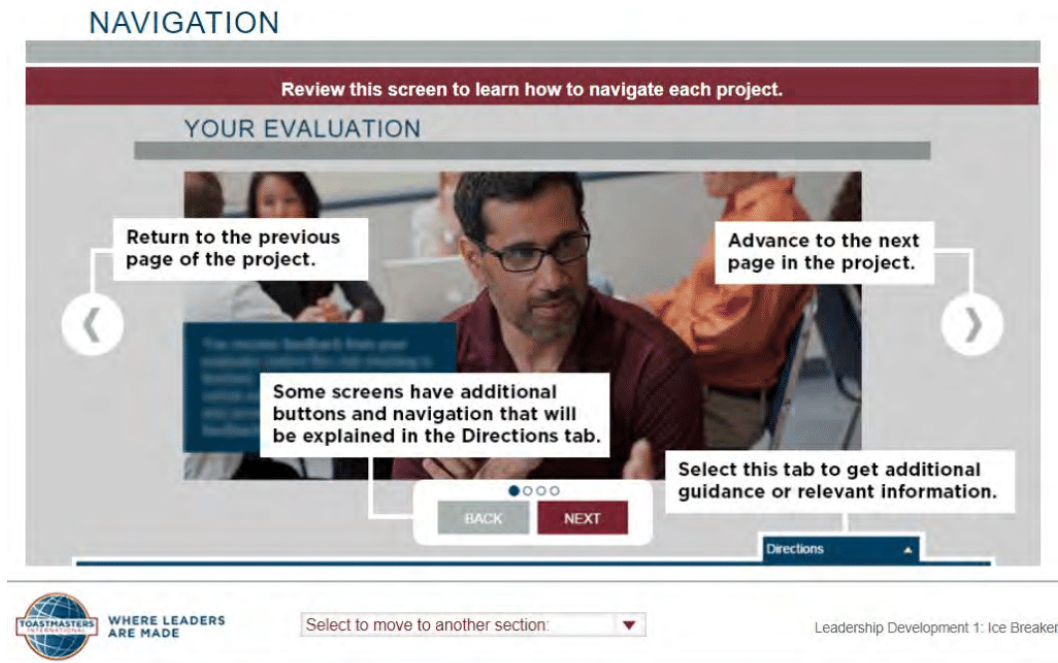 NAVIGATION
Review this screen to learn how to navigate each project.
YOUR EVALUATION
Return to the previous
page of the project.
Advance to the next
page in the project.
Some screens have additional
buttons and navigation that will
be explained in the Directions tab.
Select this tab to get additional
guidance or relevant information.
BACK
NEXT
Directions
TOASTMASTERS
INTERNATIONAL
WHERE LEADERS
ARE MADE
Select to move to another section:
Leadership Development 1: Ice Breaker